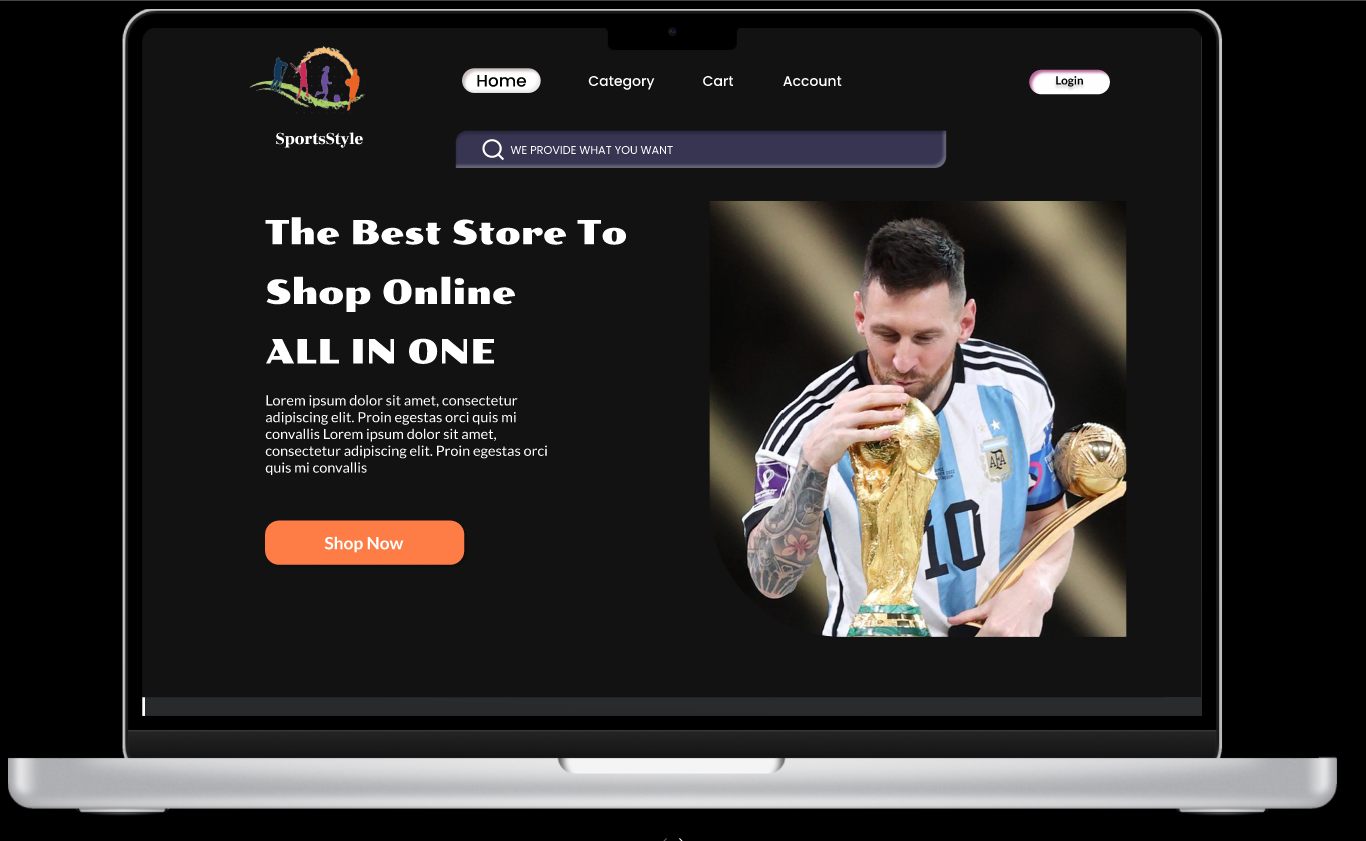 Home
Category
Cart
Account
Login
SportsStyle
WE PROVIDE WHAT YOU WANT
The Best Store To
Shop Online
ALL IN ONE
Lorem ipsum dolor sit amet, consectetur
adipiscing elit. Proin egestas orci quis mi
convallis Lorem ipsum dolor sit amet,
consectetur adipiscing elit. Proin egestas orci
quis mi convallis
Shop Now
AFA
10